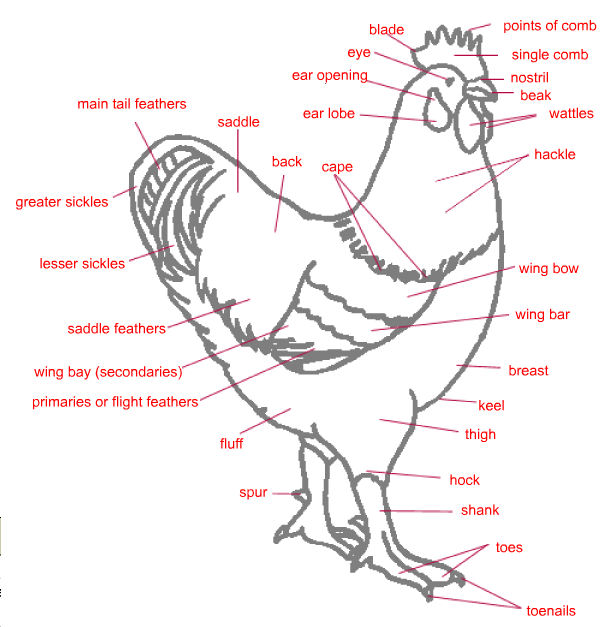 points of comb
blade
eye
single comb
ear opening
nostril
beak
main tail feathers
ear lobe
wattles
saddle
back
cape
hackle
greater sickles
lesser sickles
wing bow
wing bar
saddle feathers
wing bay (secondaries)
breast
primaries or flight feathers
keel
fluff
thigh
hock
spur
shank
toes
toenails